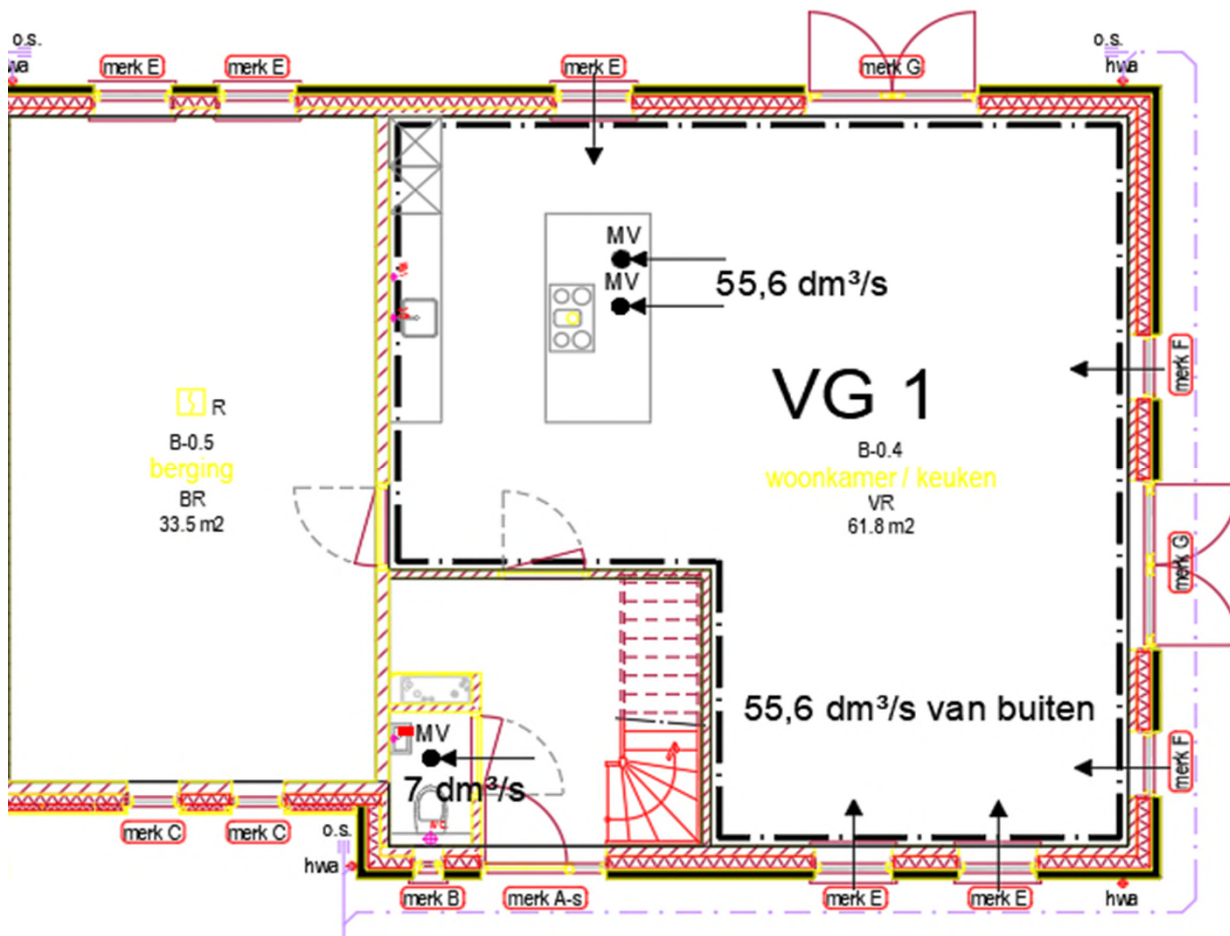 o.s.
wa
merk E
merk E
merk E
merk G
o.s.
hwa
MV
MV
55,6 dm³/s
VG 1
merk F
R
B-0.5
berging
BR
33.5 m2
B-0.4
woonkamer / keuken
VR
61.8 m2
merk G
55,6 dm³/s van buiten
MV
7 dm³/s
merk F
merk C
merk C
o.s.
hwa
merk B
merk A-s
merk E
merk E
hwa